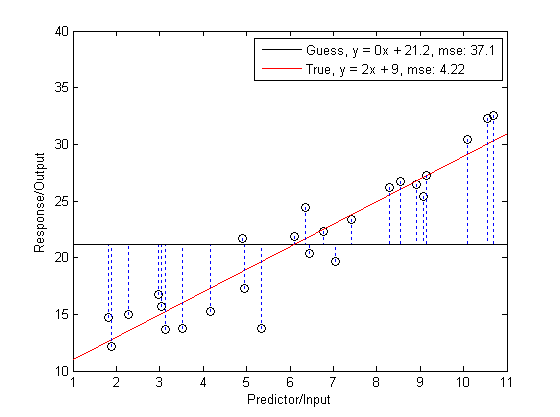 40
35
30
25
20
15
10
Response/Output
Guess, y = 0x + 21.2, mse: 37.1
True, y = 2x + 9, mse: 4.22
1 2 3 4 5 6 7 8 9 10 11
Predictor/Input